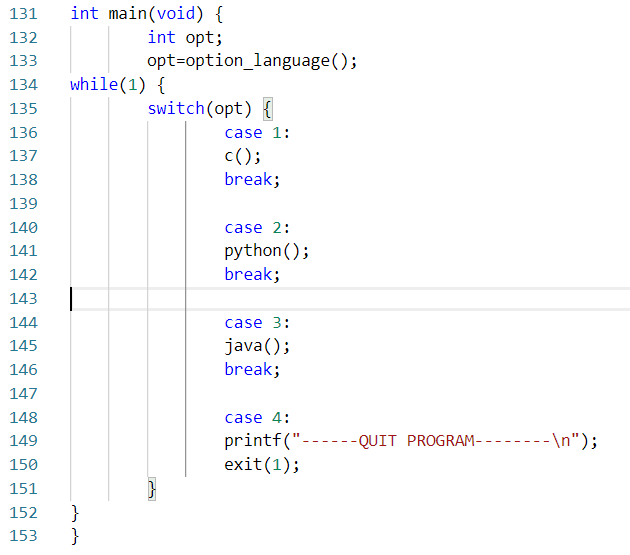 131 int main(void) {
132 int opt;
133 opt=option_language();
134 while(1) {
135 switch(opt) {
136 case 1:
137 c();
138 break;
139
140 case 2:
141 python();
142 break;
143
144 case 3:
145 java();
146 break;
147
148 case 4:
149 printf("------QUIT PROGRAM--------\n");
150 exit(1);
151 }
152 }
153 }